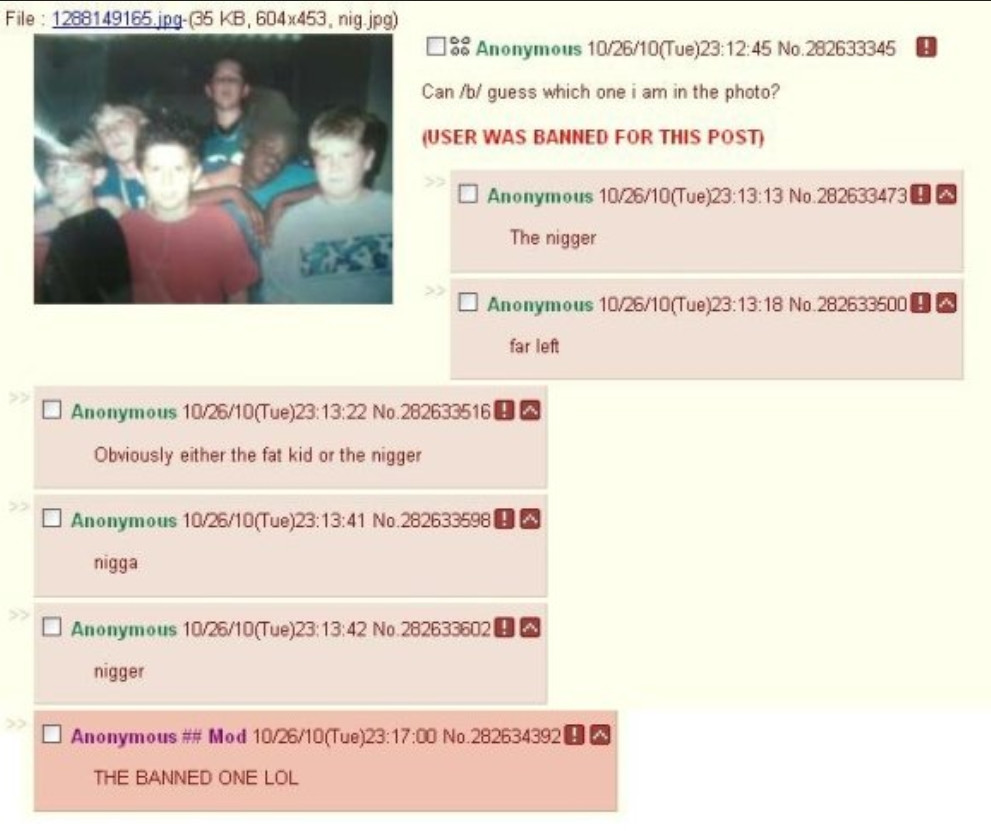 File : 1288149165.jpg-(35 KB, 604x453, nig.jpg)
Anonymous 10/26/10(Tue)23:12:45 No.282633345
Can /b/ guess which one i am in the photo?
(USER WAS BANNED FOR THIS POST)
>> Anonymous 10/26/10(Tue)23:13:13 No.282633473
The nigger
>> Anonymous 10/26/10(Tue)23:13:18 No.282633500
far left
>> Anonymous 10/26/10(Tue)23:13:22 No.282633516
Obviously either the fat kid or the nigger
>> Anonymous 10/26/10(Tue)23:13:41 No.282633598
nigga
>> Anonymous 10/26/10(Tue)23:13:42 No.282633602
nigger
>> Anonymous ## Mod 10/26/10(Tue)23:17:00 No.282634392
THE BANNED ONE LOL